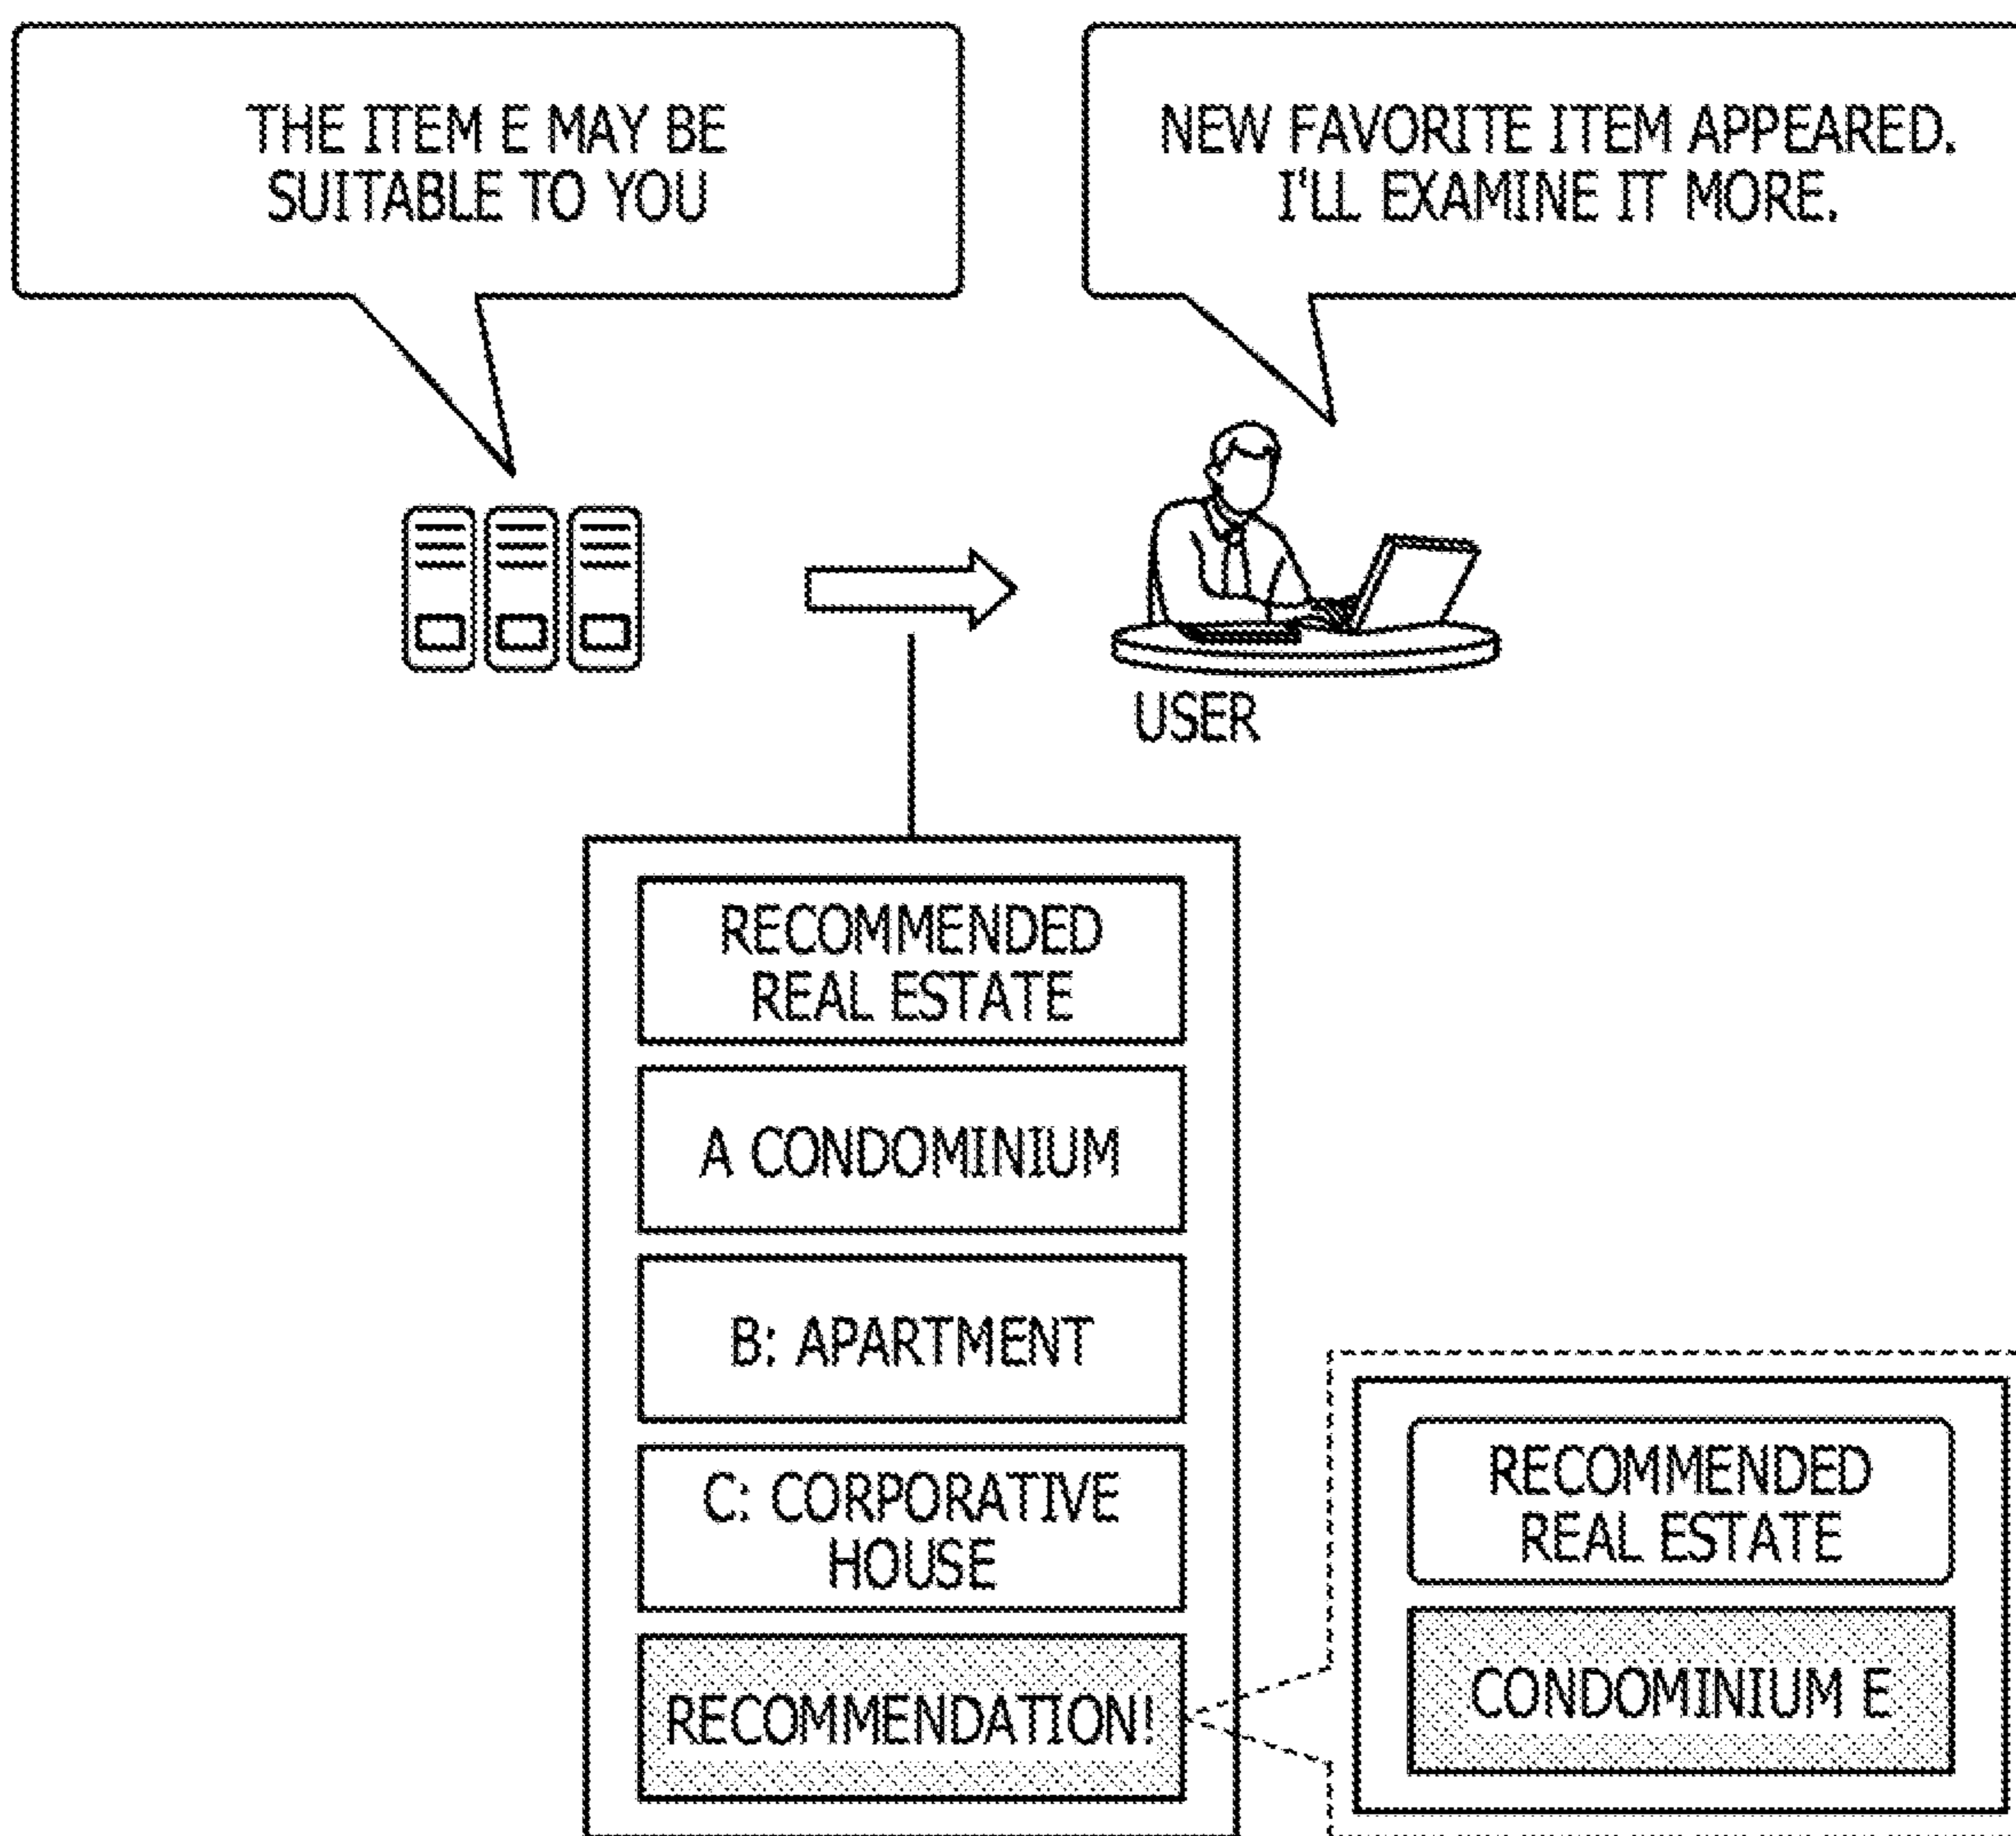 THE ITEM E MAY BE
SUITABLE TO YOU
NEW FAVORITE ITEM APPEARED.
I'LL EXAMINE IT MORE.
USER
RECOMMENDED
REAL ESTATE
A CONDOMINIUM
B: APARTMENT
C: CORPORATIVE
HOUSE
RECOMMENDATION!
RECOMMENDED
REAL ESTATE
CONDOMINIUM E